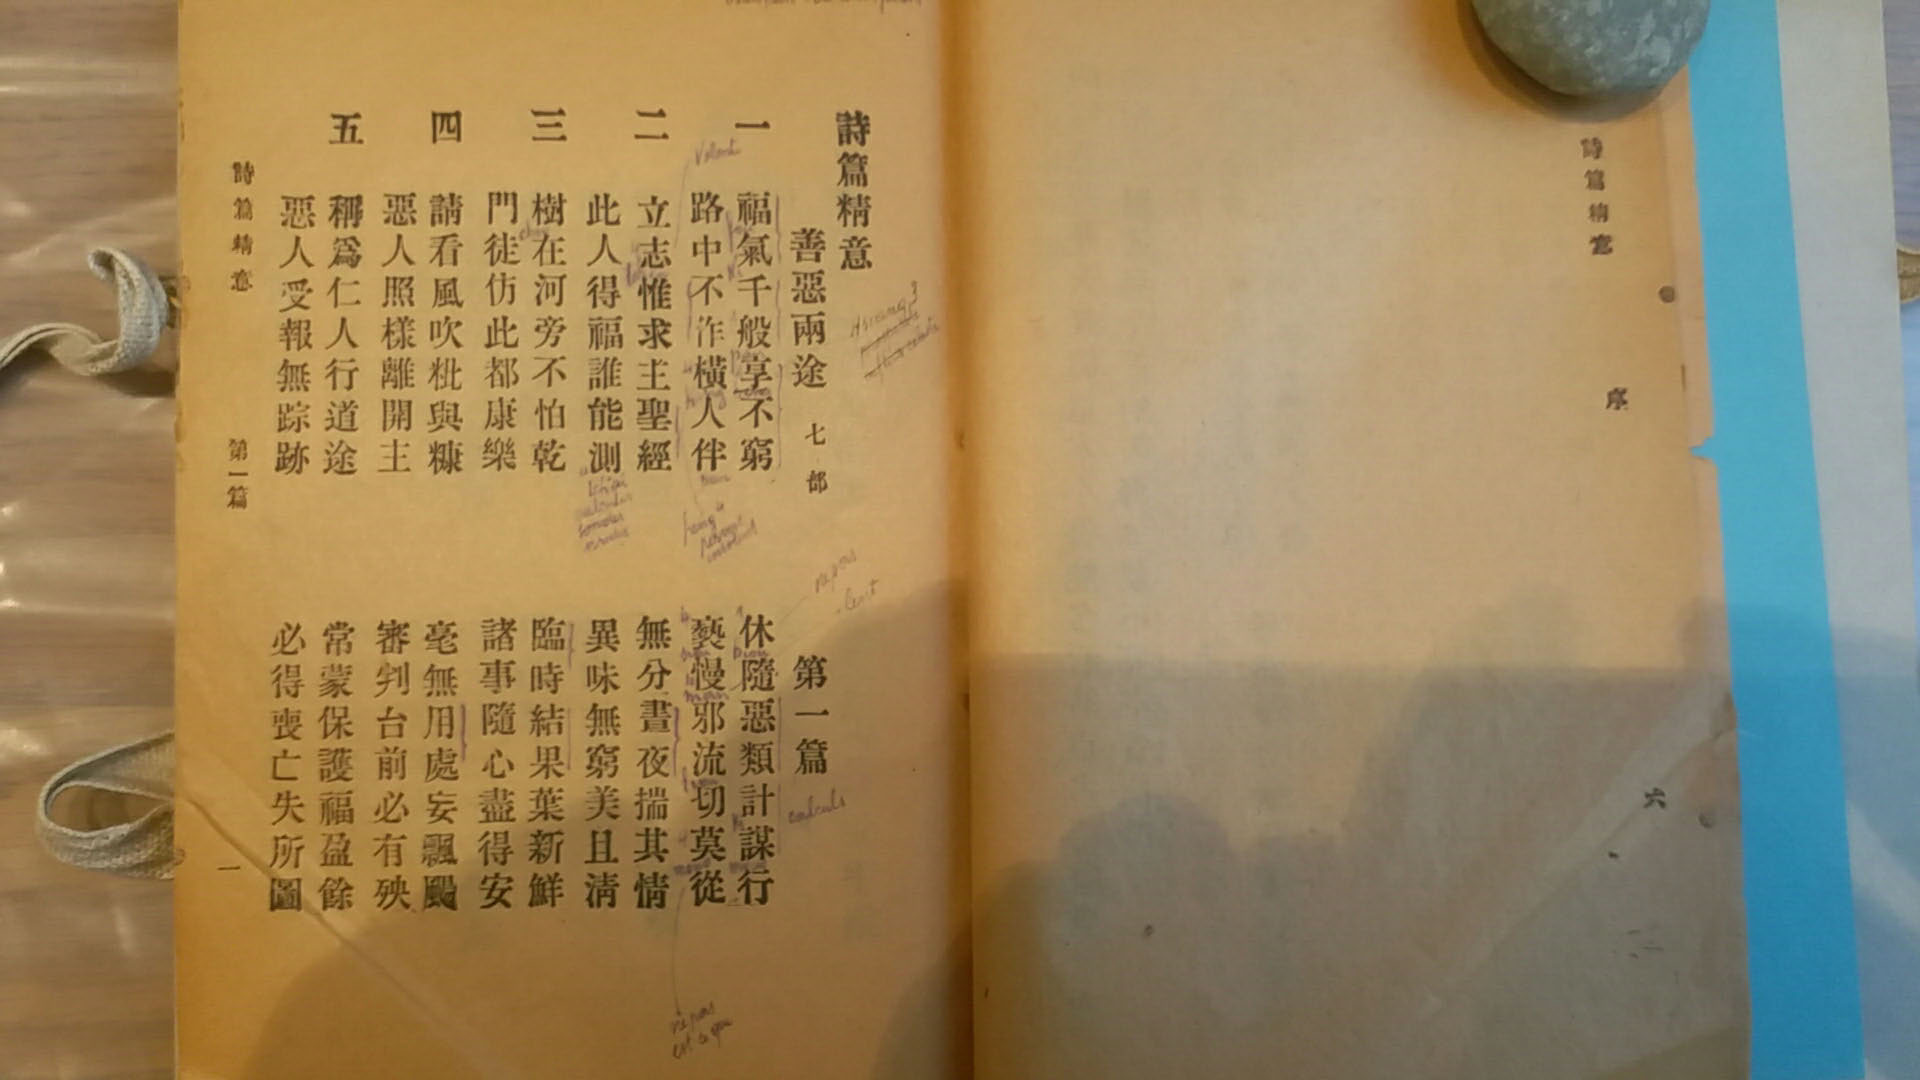 詩篇精意
序
六
詩篇精意
善惡兩途 七部 第一篇
一 福氣千般享不窮 休隨惡類計謀行
路中不作橫人伴 褻慢邪流切莫從
二 立志惟求主聖經 無分晝夜揣其情
此人得福誰能測 異味無窮美且清
三 樹在河旁不怕乾 臨時結果葉新鮮
門徒仿此都康樂 諸事隨心盡得安
四 請看風吹粃與糠 毫無用處妄飄颺
惡人照樣離開主 審判台前必有殃
五 稱為仁人行道途 常蒙保護福盈餘
惡人受報無踪跡 必得喪亡失所圖
詩篇精意 第一篇 一